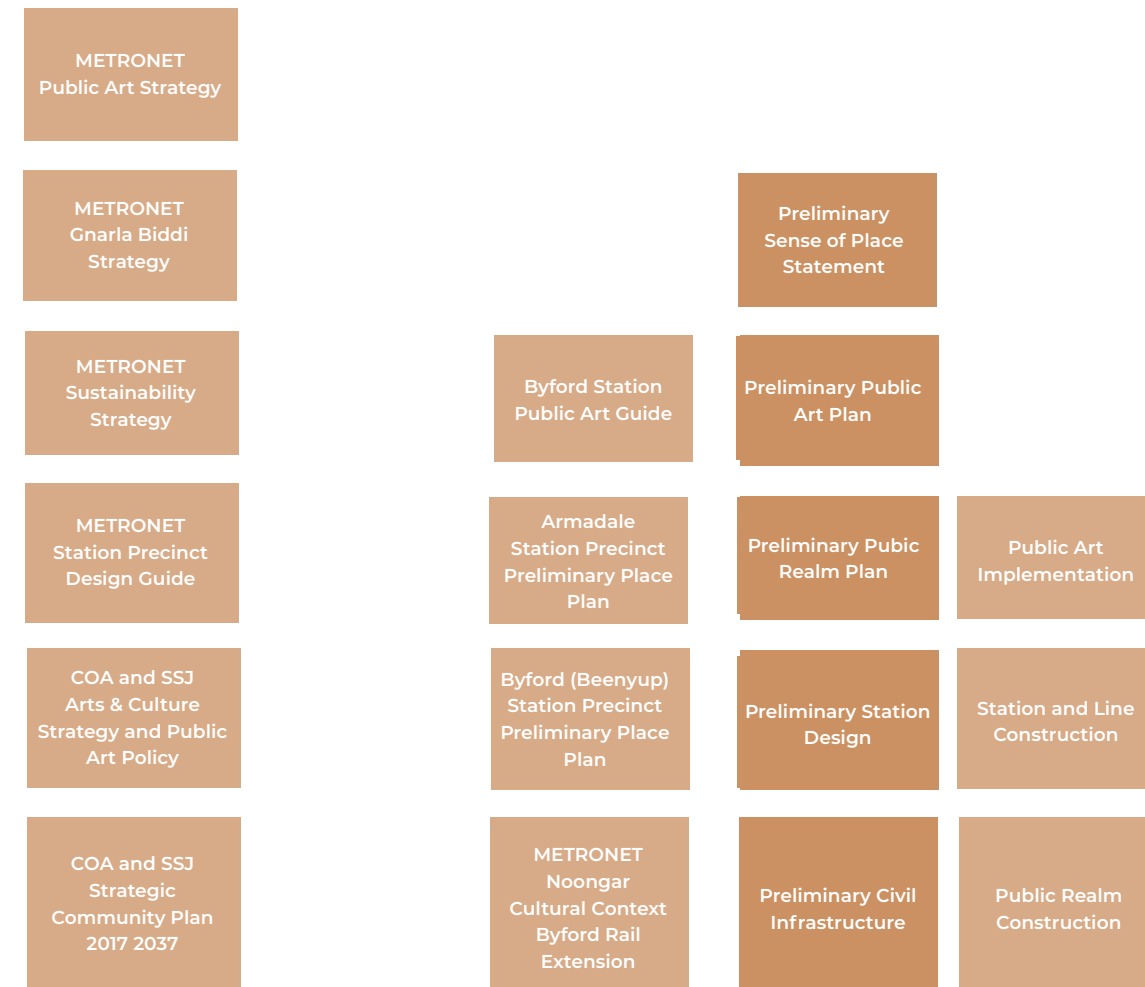 METRONET
Public Art Strategy
METRONET
Gnarla Biddi
Strategy
METRONET
Sustainability
Strategy
METRONET
Station Precinct
Design Guide
COA and SSJ
Arts & Culture
Strategy and Public
Art Policy
COA and SSJ
Strategic
Community Plan
2017 2037
Byford Station
Public Art Guide
Armadale
Station Precinct
Preliminary Place
Plan
Byford (Beenyup)
Station Precinct
Preliminary Place
Plan
METRONET
Noongar
Cultural Context
Byford Rail
Extension
Preliminary
Sense of Place
Statement
Preliminary Public
Art Plan
Preliminary Pubic
Realm Plan
Preliminary Station
Design
Preliminary Civil
Infrastructure
Public Art
Implementation
Station and Line
Construction
Public Realm
Construction